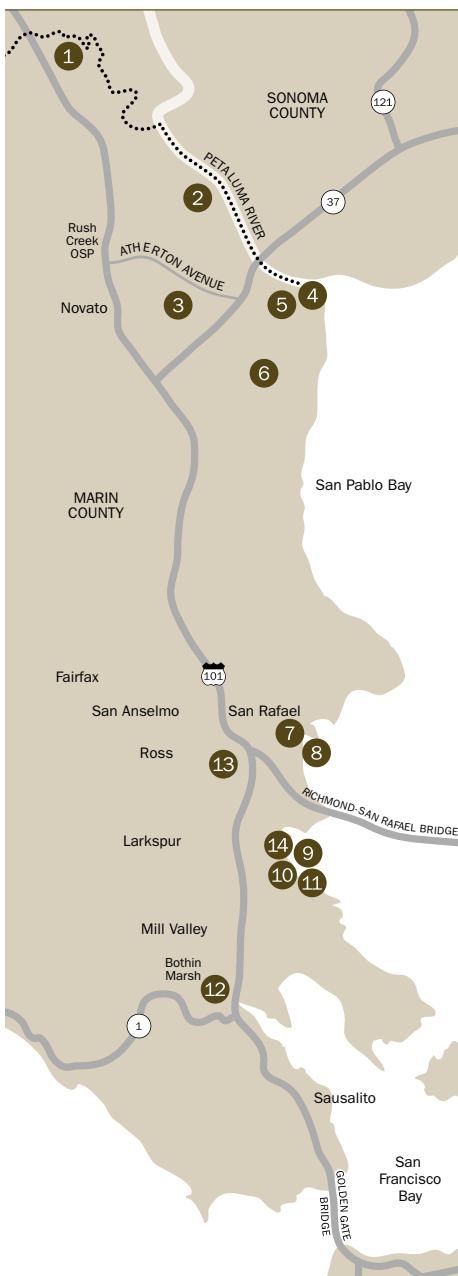 1
SONOMA
COUNTY
121
PETALUMA RIVER
2
37
Rush
Creek
OSP
ATHERTON AVENUE
Novato
3
5
4
6
San Pablo Bay
MARIN
COUNTY
101
Fairfax
San Anselmo
San Rafael
7
8
Ross
13
RICHMOND-SAN RAFAEL BRIDGE
Larkspur
14
9
10
11
Mill Valley
Bothin
Marsh
12
1
Sausalito
San
Francisco
Bay
GOLDEN GATE
BRIDGE